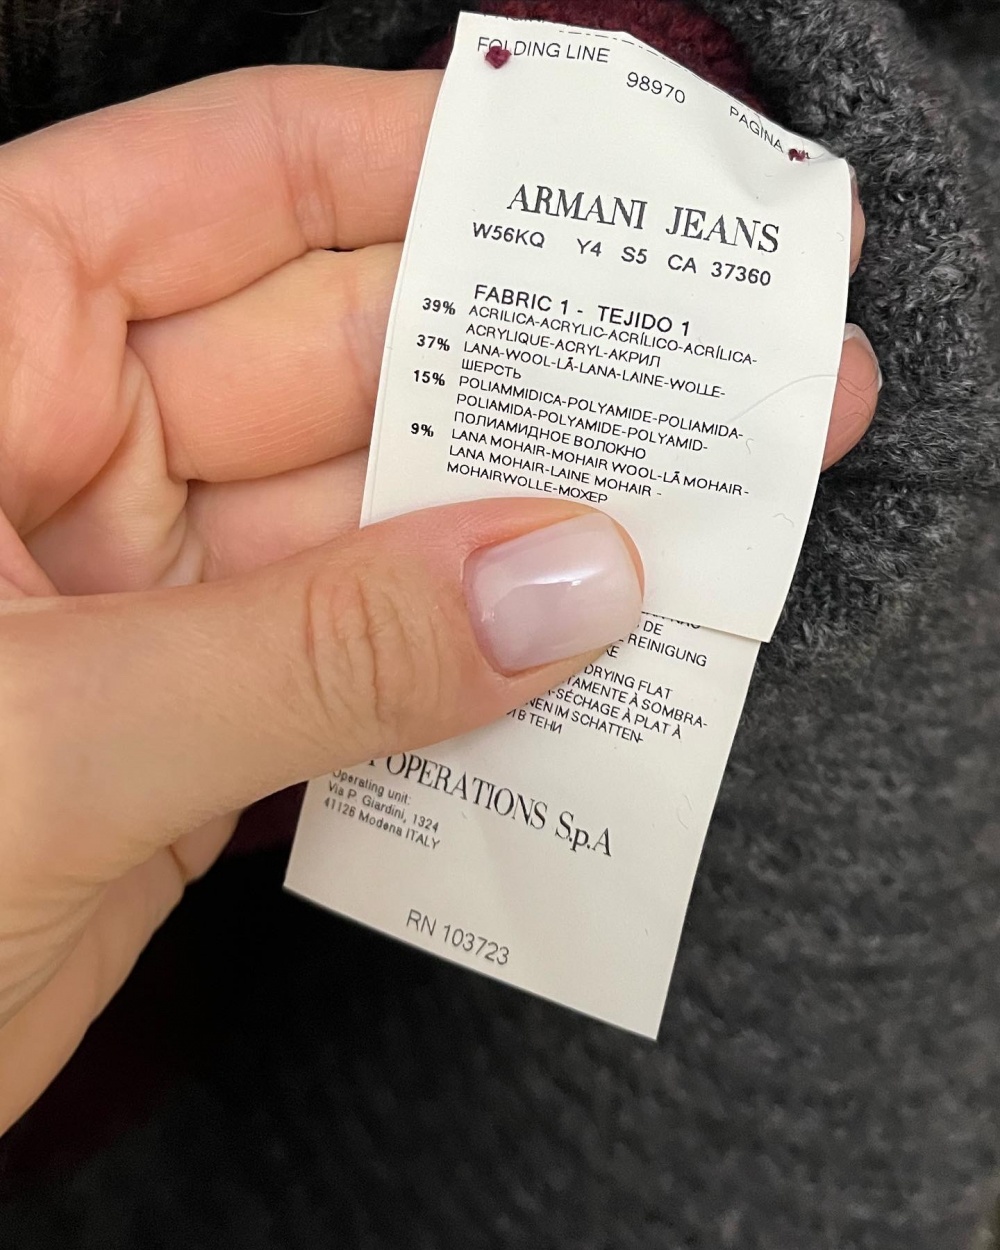 FOLDING LINE
98970
PAGINA
ARMANI JEANS
W56KQ Y4 S5 CA 37360
FABRIC 1 - TEJIDO 1
39% ACRILICA-ACRYLIC-ACRÍLICO-ACRÍLICA-
ACRYLIQUE-ACRYL-АКРИЛ
37% LANA-WOOL-LÃ-LANA-LAINE-WOLLE-
ШЕРСТЬ
15% POLIAMMIDICA-POLYAMIDE-POLIAMIDA-
POLIAMIDA-POLYAMIDE-POLYAMID-
ПОЛИАМИДНОЕ ВОЛОКНО
9% LANA MOHAIR-MOHAIR WOOL-LÃ MOHAIR-
LANA MOHAIR-LAINE MOHAIR -
MOHAIRWOLLE-МОХЕР
DE
REINIGUNG
DRYING FLAT
À SOMBRA-
-SÉCHAGE À PLAT À
IM SCHATTEN-
В ТЕНИ
OPERATIONS S.p.A
Operating unit:
Via P. Giardini, 1324
41126 Modena ITALY
RN 103723